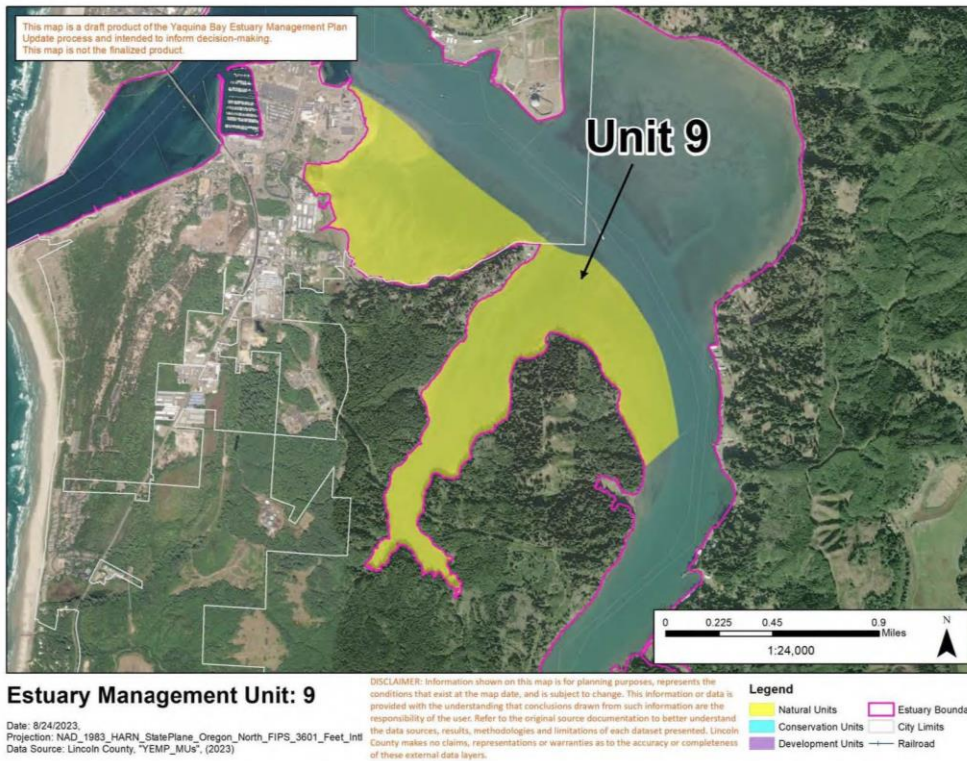 This map is a draft product of the Yaquina Bay Estuary Management Plan
Update process and intended to inform decision-making.
This map is not the finalized product.
Unit 9
0 0.225 0.45 0.9
Miles
1:24,000
N
Estuary Management Unit: 9
Date: 8/24/2023,
Projection: NAD_1983_HARN_StatePlane_Oregon_North_FIPS_3601_Feet_Intl
Data Source: Lincoln County, "YEMP_MUs", (2023)
DISCLAIMER: Information shown on this map is for planning purposes, represents the
conditions that exist at the map date, and is subject to change. This information or data is
provided with the understanding that conclusions drawn from such information are the
responsibility of the user. Refer to the original source documentation to better understand
the data sources, results, methodologies and limitations of each dataset presented. Lincoln
County makes no claims, representations or warranties as to the accuracy or completeness
of these external data layers.
Legend
Natural Units
Conservation Units
Development Units
Estuary Bounda
City Limits
Railroad